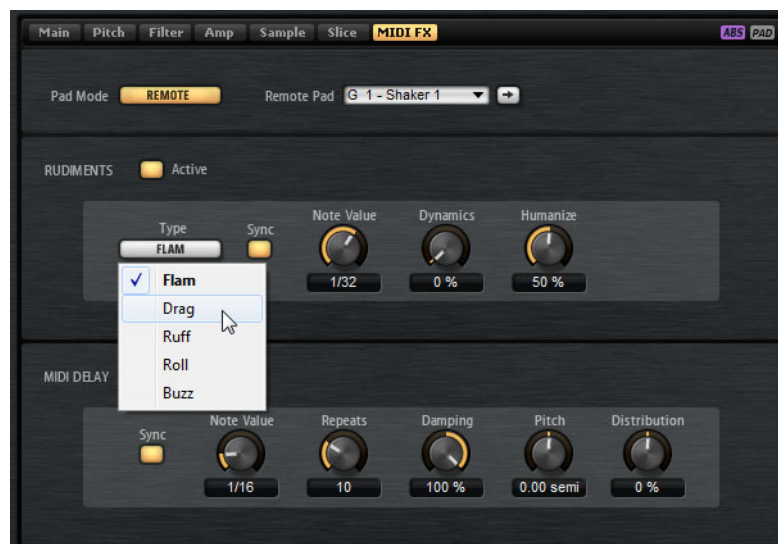 Main Pitch Filter Amp Sample Slice MIDI FX ABS PAD
Pad Mode REMOTE Remote Pad G 1 - Shaker 1
RUDIMENTS Active
Type Sync Note Value Dynamics Humanize
FLAM 1/32 0 % 50 %
Flam
Drag
Ruff
Roll
Buzz
MIDI DELAY
Sync Note Value Repeats Damping Pitch Distribution
1/16 10 100 % 0.00 semi 0 %